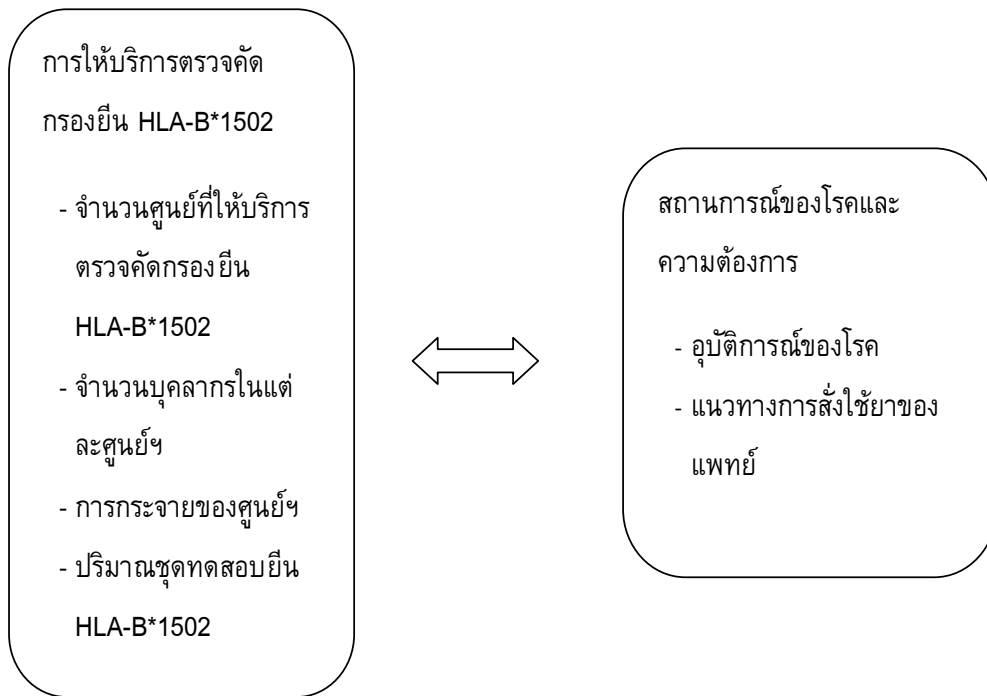 การให้บริการตรวจคัด
กรองยีน HLA-B*1502
- จำนวนศูนย์ที่ให้บริการ
ตรวจคัดกรองยีน
HLA-B*1502
- จำนวนบุคลากรในแต่
ละศูนย์ฯ
- การกระจายของศูนย์ฯ
- ปริมาณชุดทดสอบยีน
HLA-B*1502
สถานการณ์ของโรคและ
ความต้องการ
- อุบัติการณ์ของโรค
- แนวทางการสั่งใช้ยาของ
แพทย์